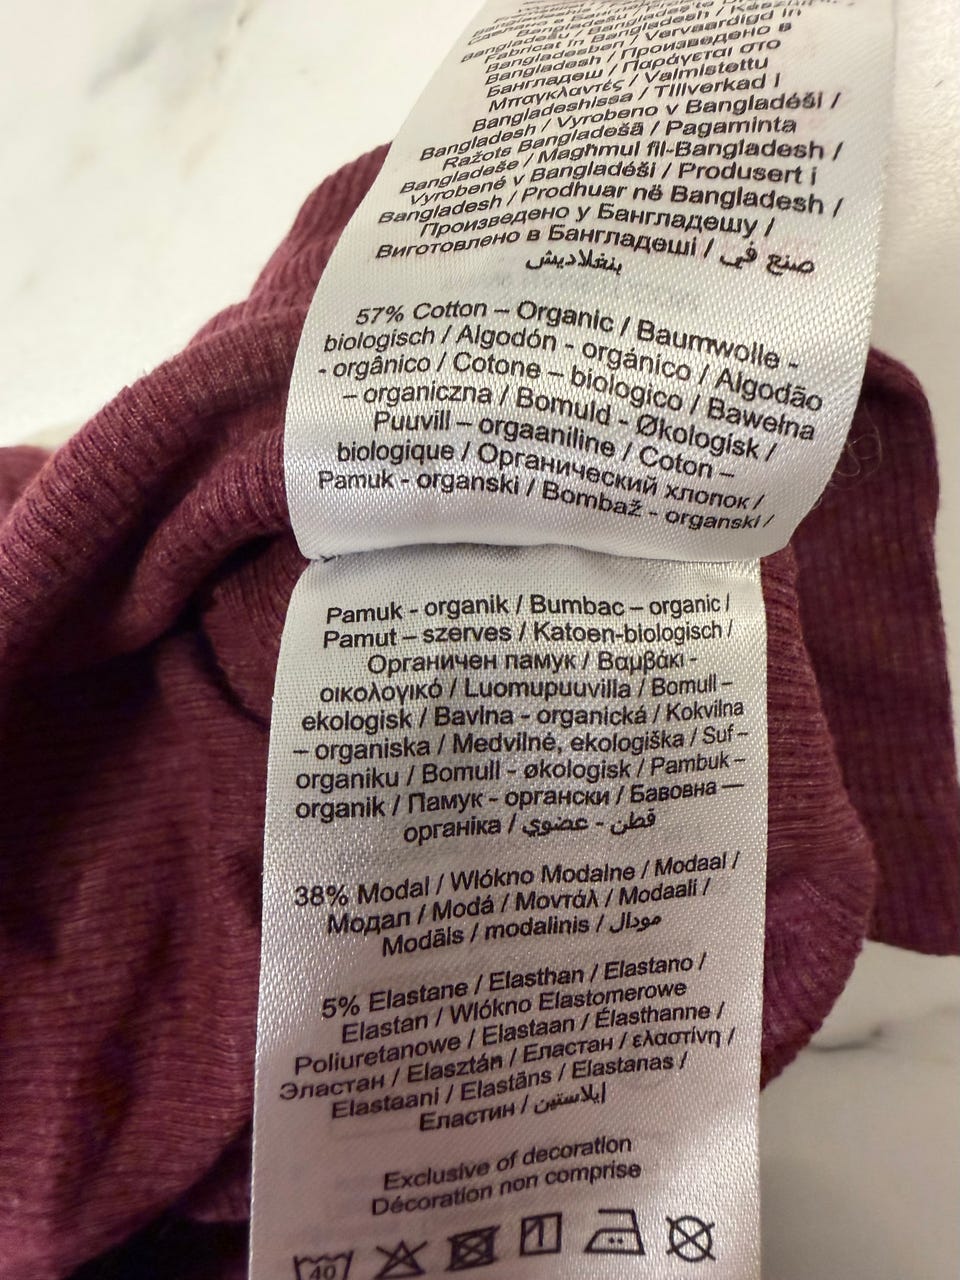 Bangladesh / Vervaardigd in
Bangladesh / Произведено в
Бангладеш / Παράγεται στο
Μπαγκλαντές / Valmistettu
Bangladeshissa / Tillverkad i
Bangladesh / Vyrobeno v Bangladéši /
Ražots Bangladešā / Pagaminta
Bangladeše / Magħmul fil-Bangladesh /
Vyrobené v Bangladéši / Produsert i
Bangladesh / Prodhuar në Bangladesh /
Произведено у Бангладешу /
Виготовлено в Бангладеші / صنع في
بنغلاديش
57% Cotton – Organic / Baumwolle -
biologisch / Algodón - orgánico / Algodão
- orgânico / Cotone – biologico / Bawełna
– organiczna / Bomuld - Økologisk /
Puuvill – orgaaniline / Coton –
biologique / Органический хлопок /
Pamuk - organski / Bombaž - organski /
Pamuk - organik / Bumbac – organic /
Pamut – szerves / Katoen-biologisch /
Органичен памук / Βαμβάκι -
οικολογικό / Luomupuuvilla / Bomull –
ekologisk / Bavlna - organická / Kokvilna
– organiska / Medvilnė, ekologiška / Suf –
organiku / Bomull - økologisk / Pambuk –
organik / Памук - органски / Бавовна —
органіка / قطن - عضوي
38% Modal / Włókno Modalne / Modaal /
Модал / Modá / Μοντάλ / Modaali /
Modāls / modalinis / مودال
5% Elastane / Elasthan / Elastano /
Elastan / Włókno Elastomerowe
Poliuretanowe / Elastaan / Élasthanne /
Эластан / Elasztán / Еластан / ελαστίνη /
Elastaani / Elastāns / Elastanas /
Еластин / إيلاستين
Exclusive of decoration
Décoration non comprise
40 1